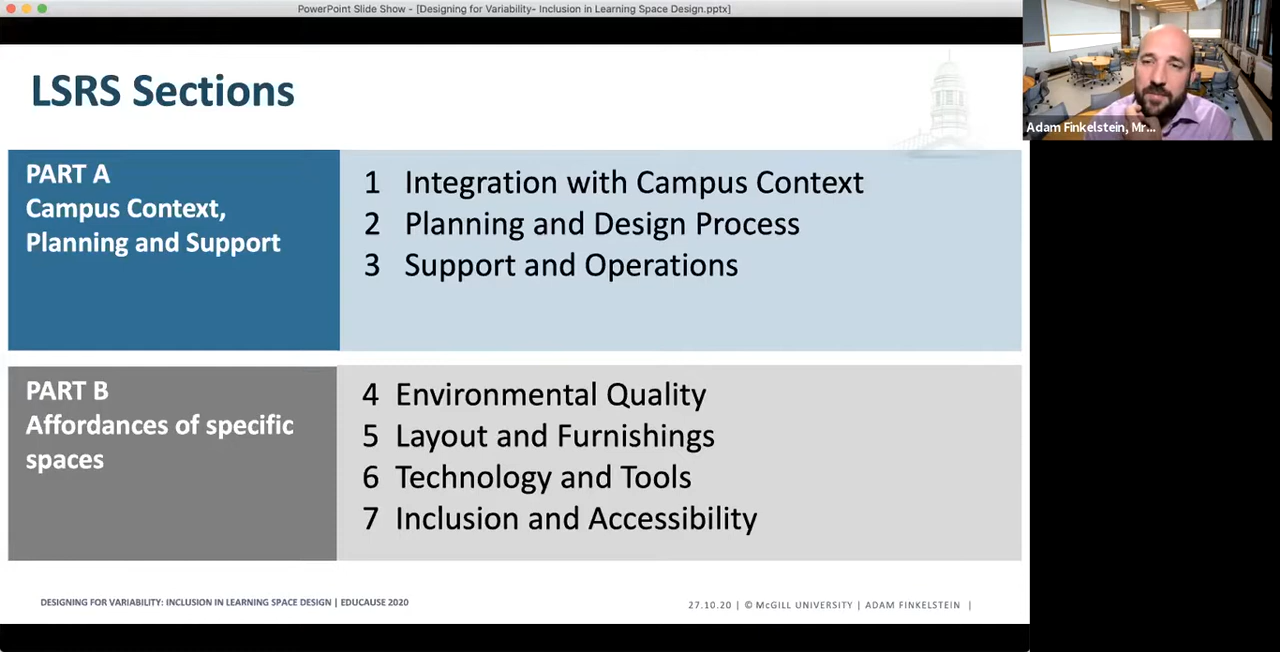 PowerPoint Slide Show - [Designing for Variability- Inclusion in Learning Space Design.pptx]
LSRS Sections
Adam Finkelstein, Mr...
PART A
Campus Context,
Planning and Support
1 Integration with Campus Context
2 Planning and Design Process
3 Support and Operations
PART B
Affordances of specific
spaces
4 Environmental Quality
5 Layout and Furnishings
6 Technology and Tools
7 Inclusion and Accessibility
DESIGNING FOR VARIABILITY: INCLUSION IN LEARNING SPACE DESIGN | EDUCAUSE 2020
27.10.20 | © McGILL UNIVERSITY | ADAM FINKELSTEIN |